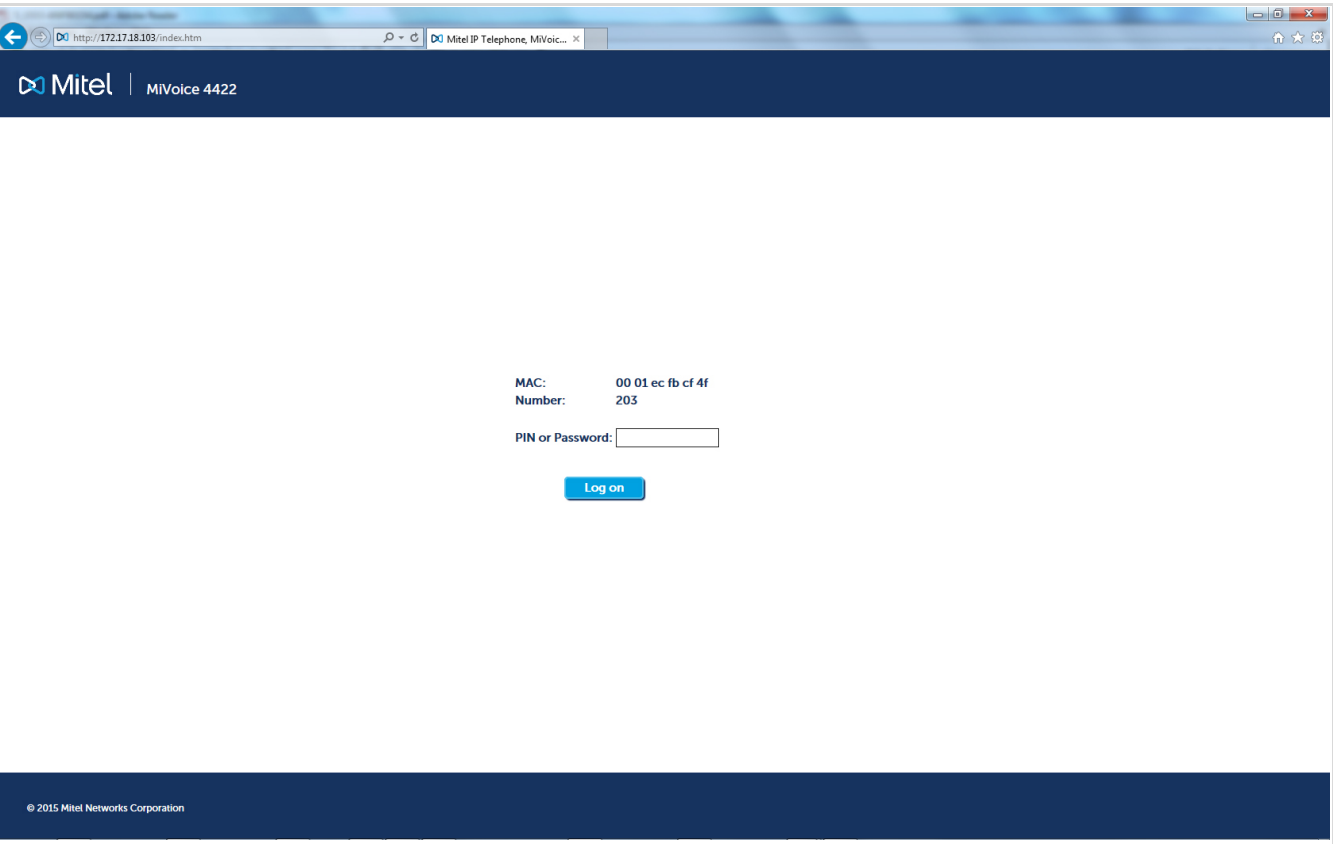 http://172.17.18.103/index.htm
Mitel IP Telephone, MiVoic...
Mitel
MiVoice 4422
MAC: 00 01 ec fb cf 4f
Number: 203
PIN or Password:
Log on
© 2015 Mitel Networks Corporation